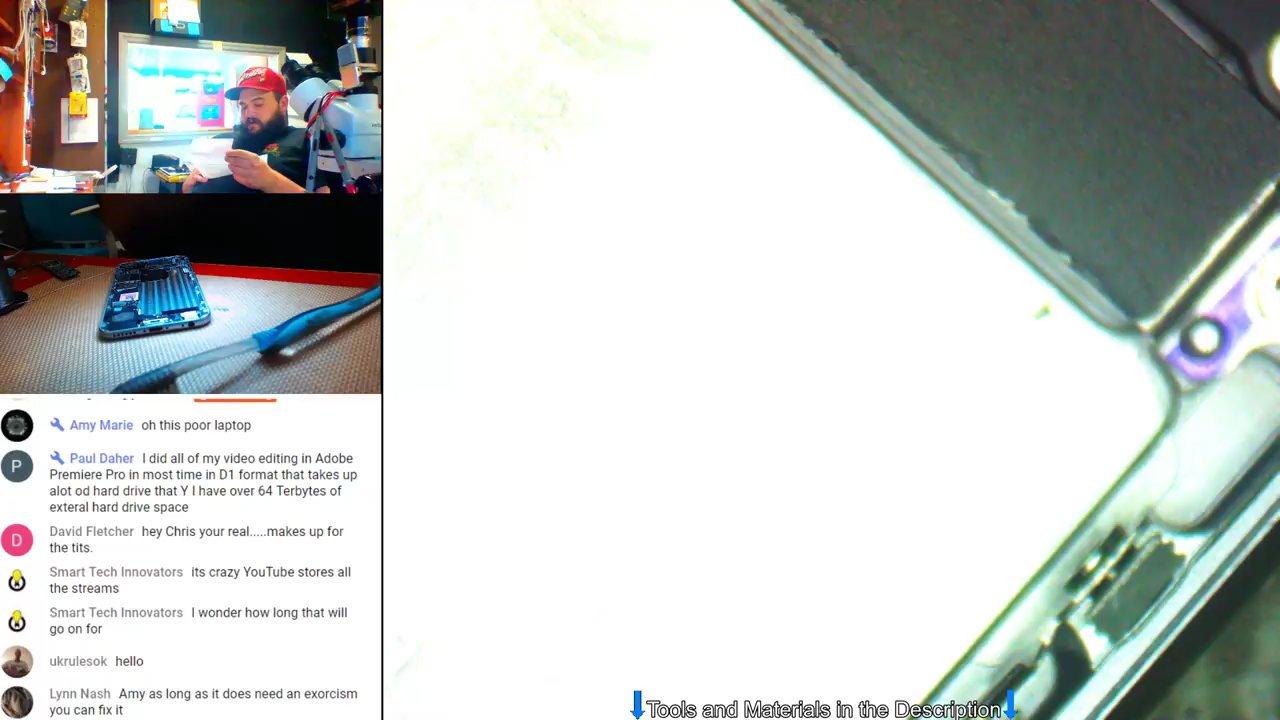 Amy Marie oh this poor laptop
Paul Daher I did all of my video editing in Adobe
Premiere Pro in most time in D1 format that takes up
alot od hard drive that Y I have over 64 Terbytes of
exteral hard drive space
David Fletcher hey Chris your real.....makes up for
the tits.
Smart Tech Innovators its crazy YouTube stores all
the streams
Smart Tech Innovators I wonder how long that will
go on for
ukrulesok hello
Lynn Nash Amy as long as it does need an exorcism
you can fix it
P
D
Tools and Materials in the Description